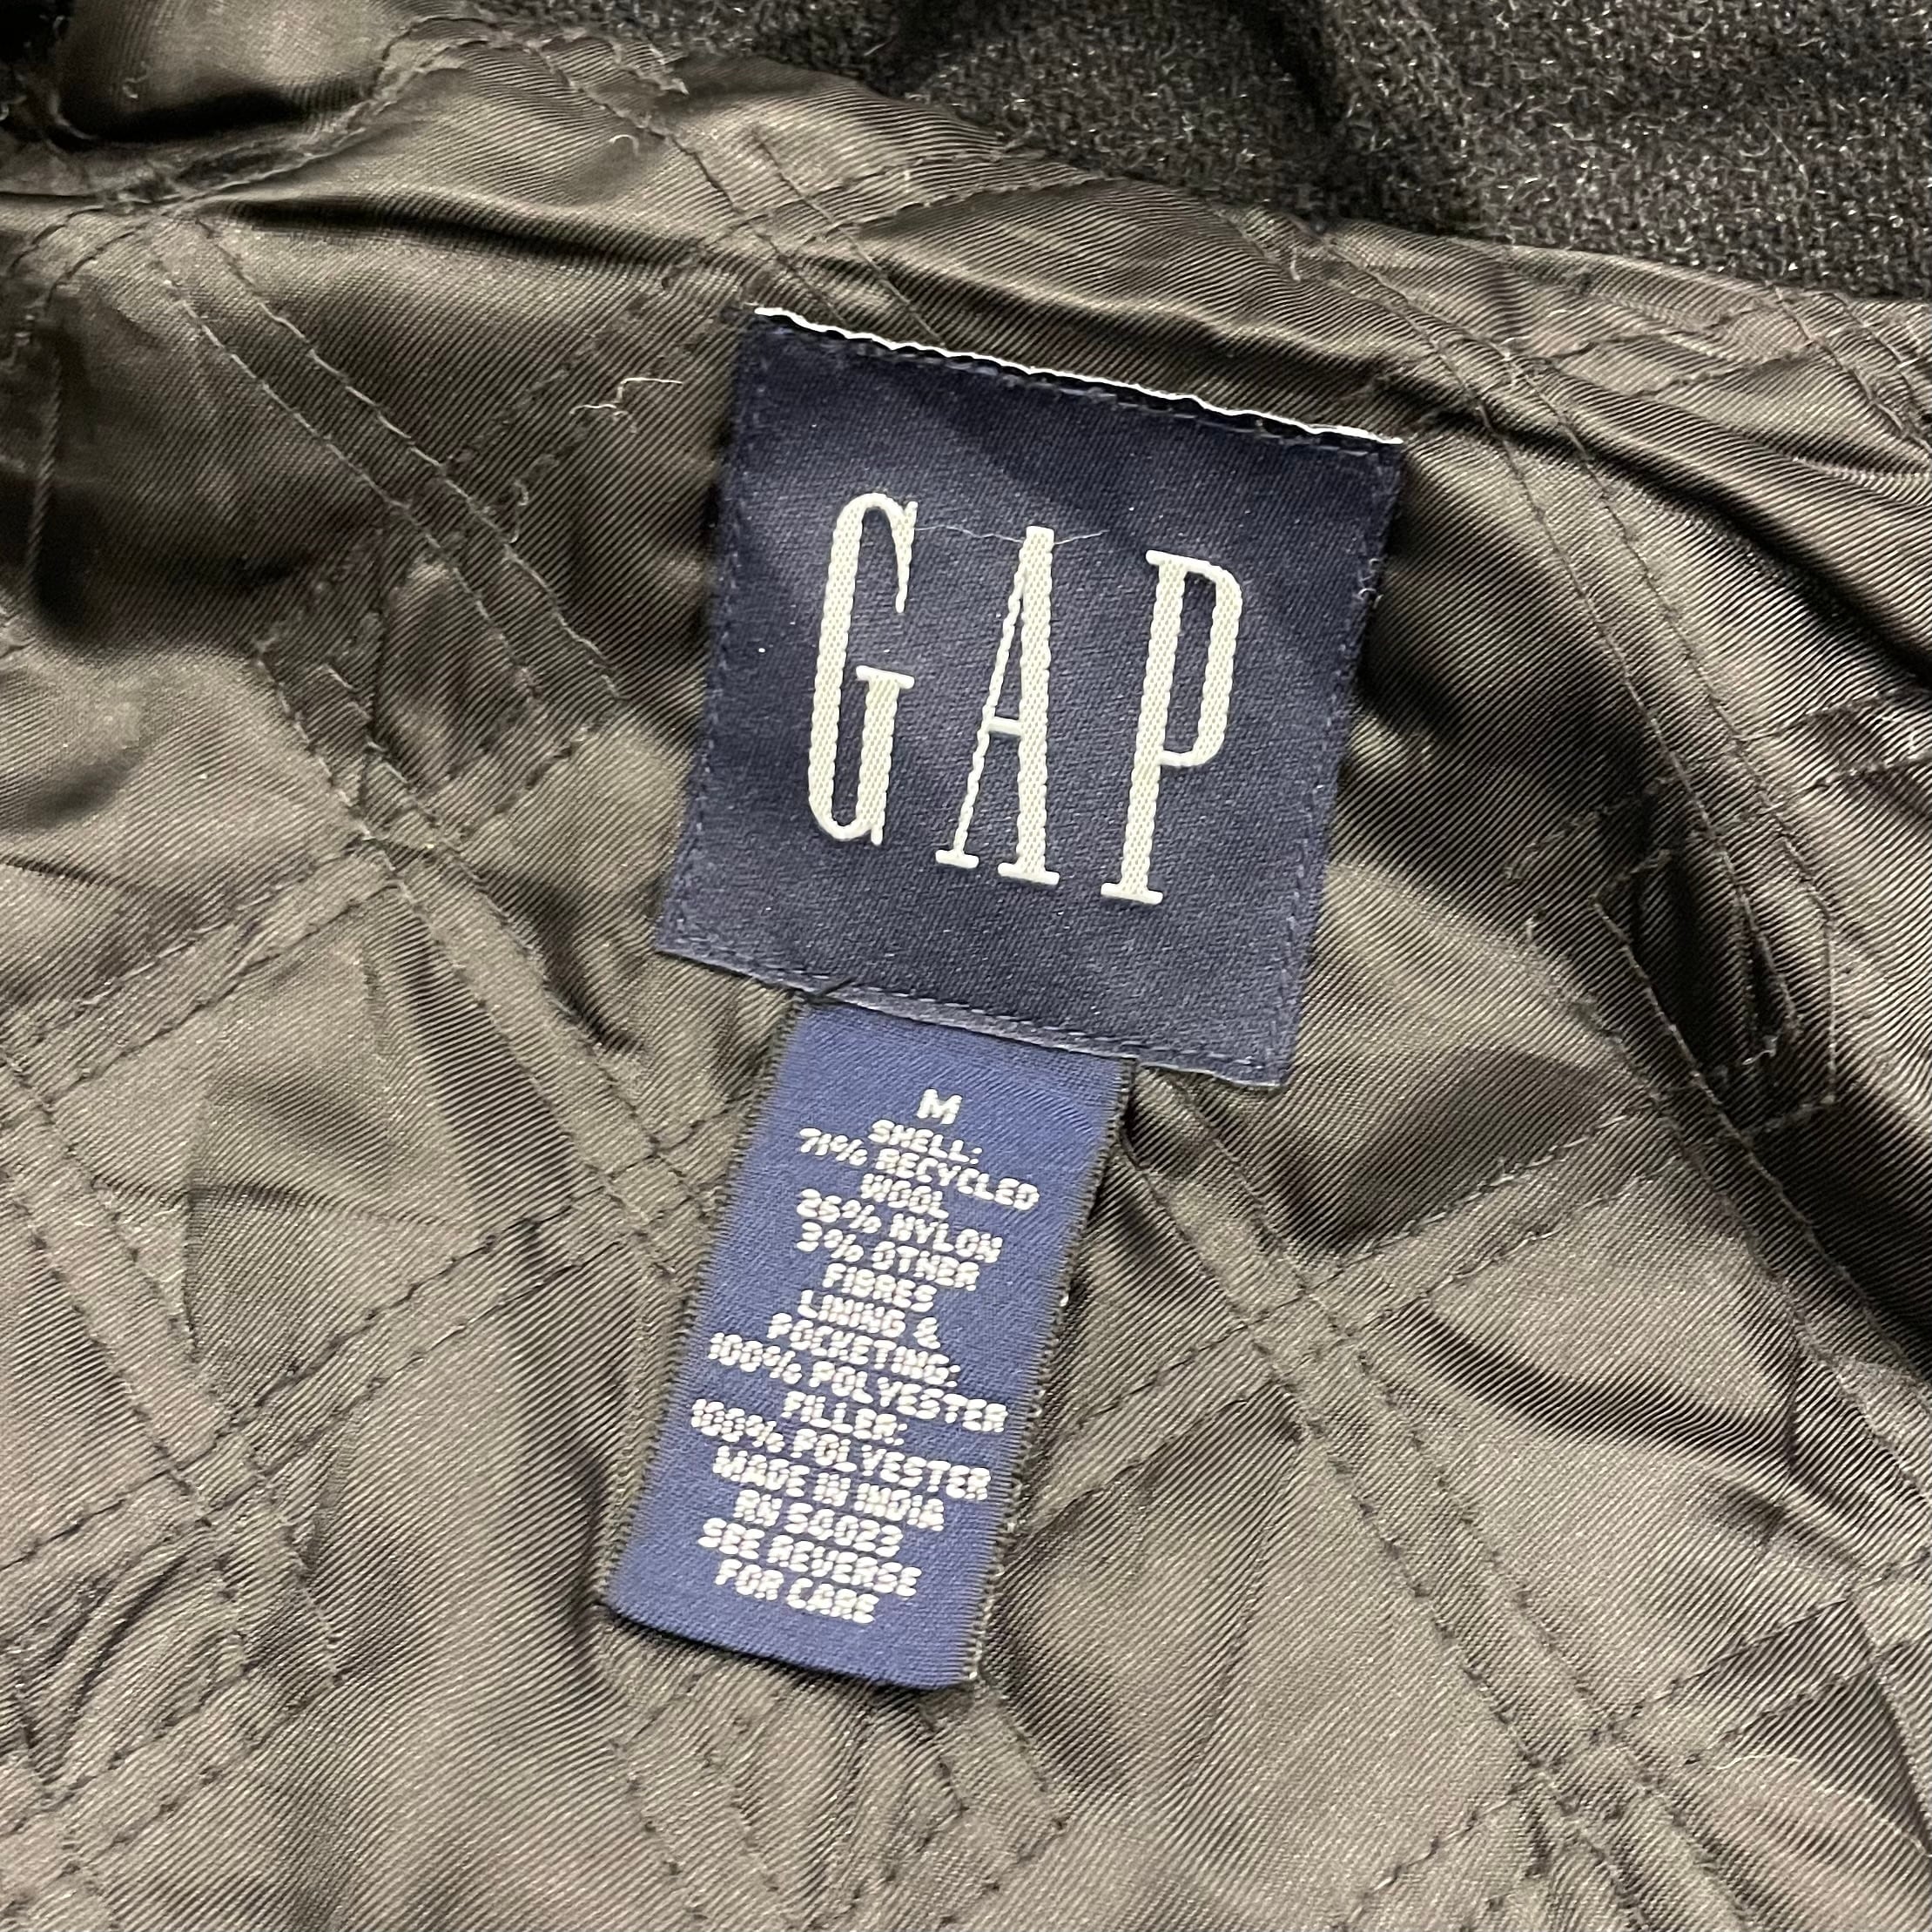 GAP
M
SHELL:
71% RECYCLED
WOOL
26% NYLON
3% OTHER
FIBRES
LINING &
POCKETING:
100% POLYESTER
FILLER:
100% POLYESTER
MADE IN INDIA
RN 54023
SEE REVERSE
FOR CARE